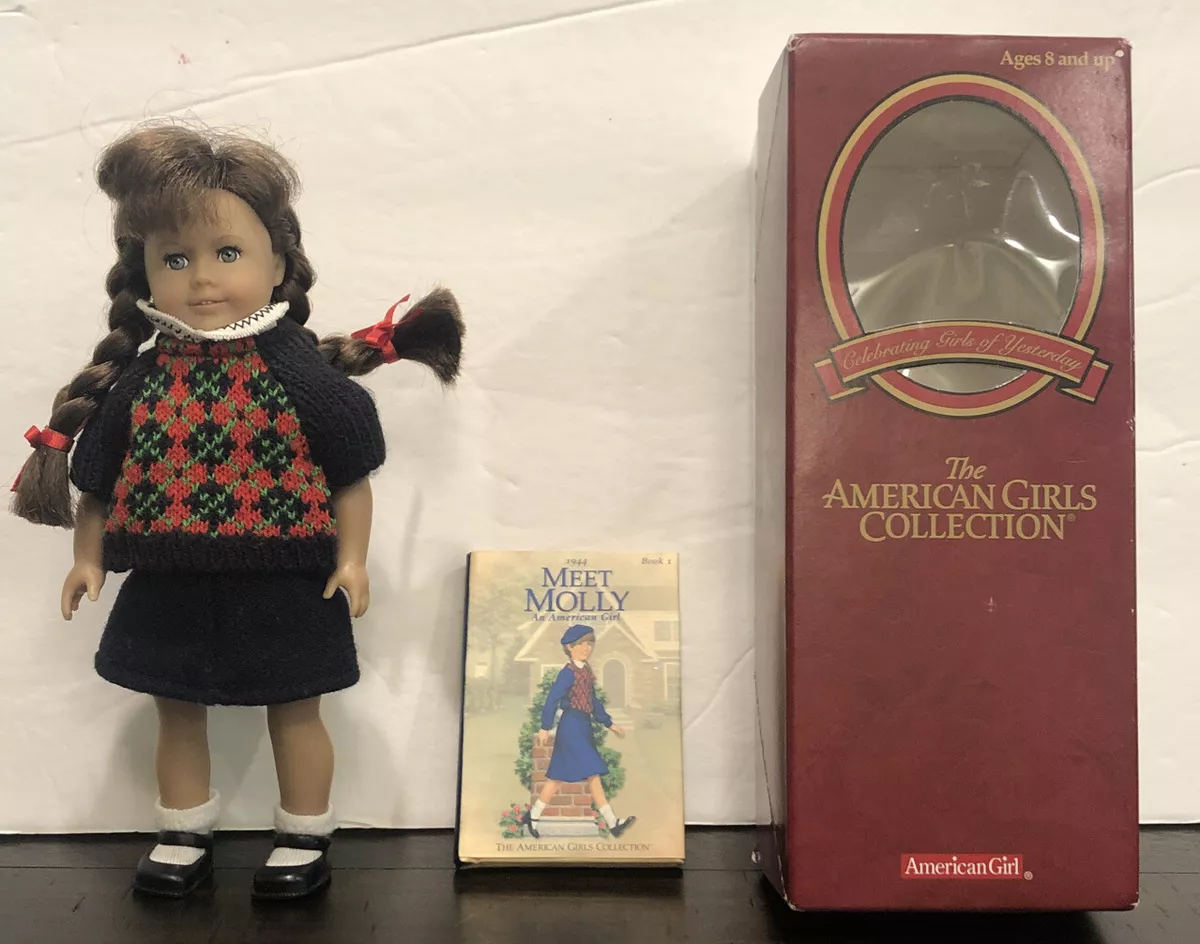 1944
Book 1
MEET
MOLLY
An American Girl
THE AMERICAN GIRLS COLLECTION®
Ages 8 and up
Celebrating Girls of Yesterday
The
AMERICAN GIRLS
COLLECTION®
American Girl®